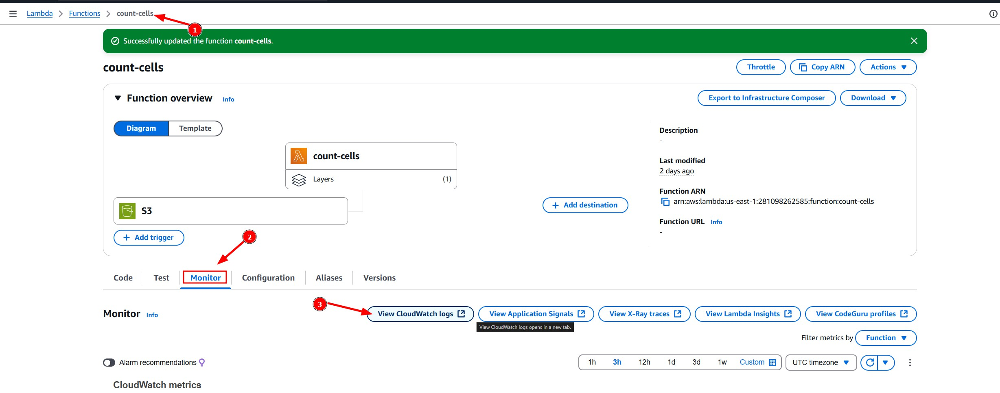 Lambda > Functions > count-cells
1
Successfully updated the function count-cells.
count-cells
Throttle
Copy ARN
Actions
Function overview Info
Export to Infrastructure Composer
Download
Diagram
Template
count-cells
Layers (1)
S3
Add trigger
Add destination
Description
-
Last modified
2 days ago
Function ARN
arn:aws:lambda:us-east-1:281098262585:function:count-cells
Function URL Info
-
2
Code
Test
Monitor
Configuration
Aliases
Versions
3
Monitor Info
View CloudWatch logs
View Application Signals
View X-Ray traces
View Lambda Insights
View CodeGuru profiles
View CloudWatch logs opens in a new tab.
Filter metrics by Function
Alarm recommendations
1h 3h 12h 1d 3d 1w Custom
UTC timezone
CloudWatch metrics